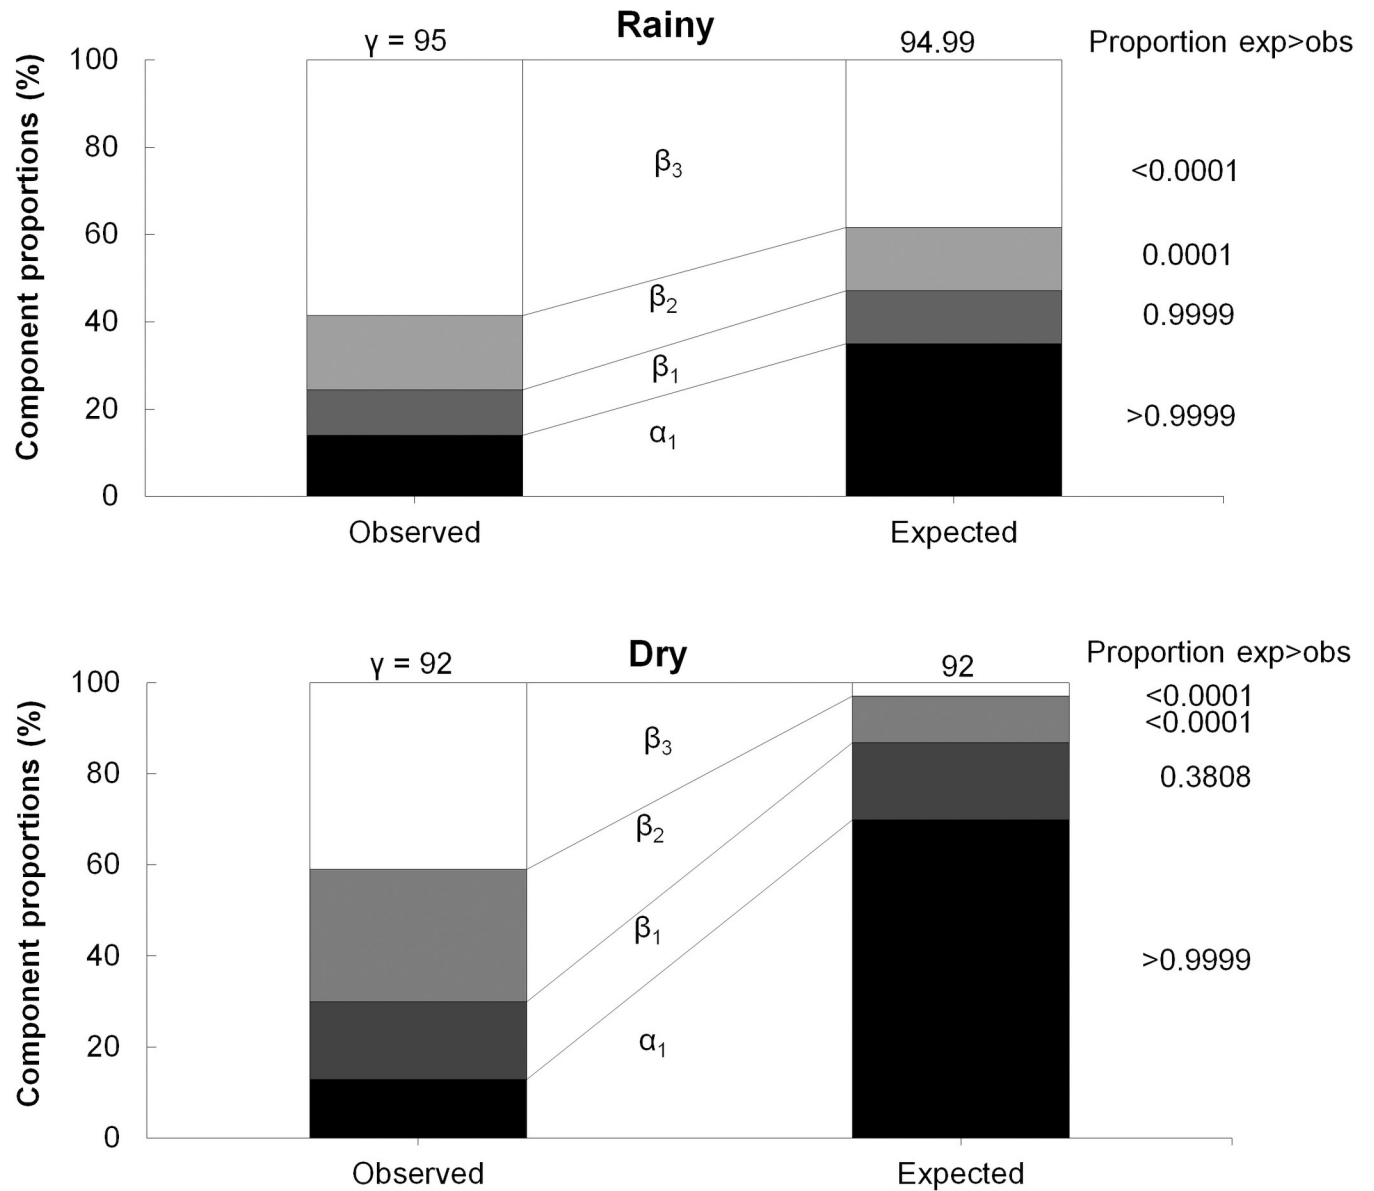 Rainy
γ = 95
94.99
Proportion exp>obs
Component proportions (%)
100
80
60
40
20
0
β3
β2
β1
α1
<0.0001
0.0001
0.9999
>0.9999
Observed
Expected
Dry
γ = 92
92
Proportion exp>obs
Component proportions (%)
100
80
60
40
20
0
β3
β2
β1
α1
<0.0001
<0.0001
0.3808
>0.9999
Observed
Expected